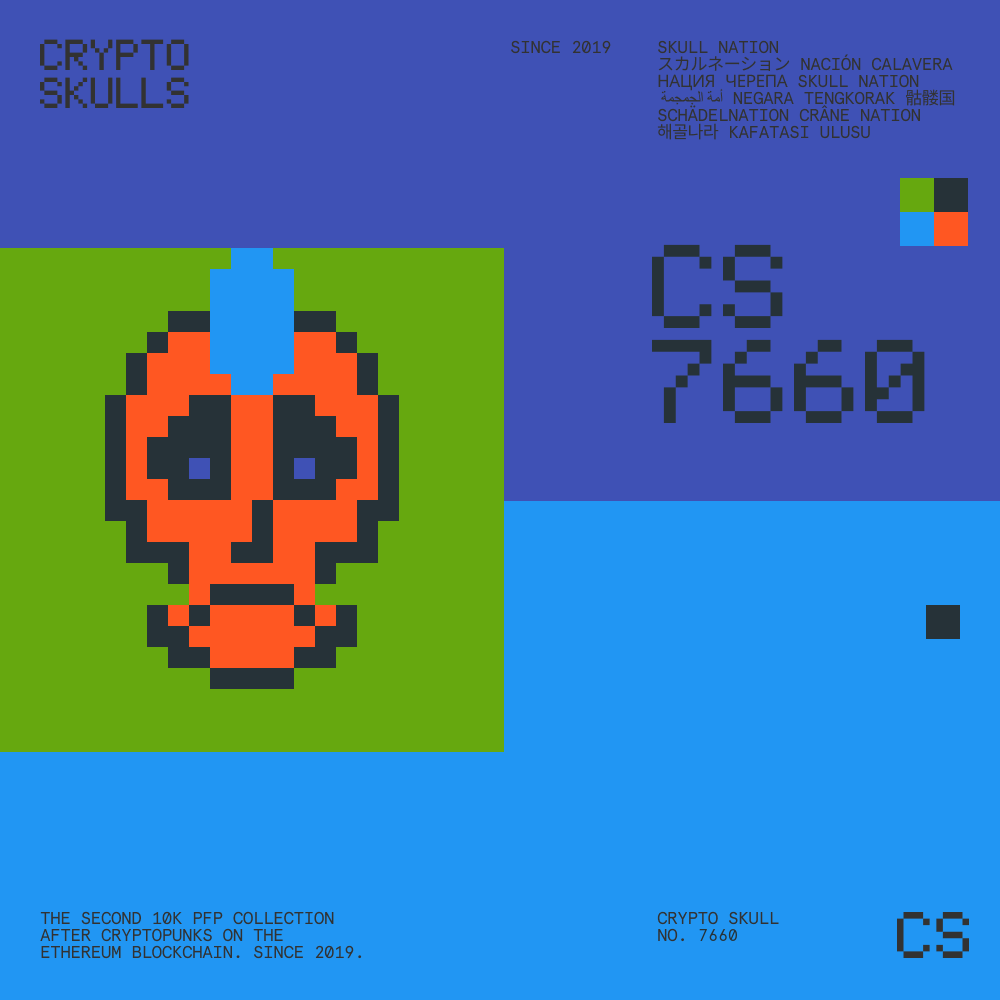 CRYPTO
SKULLS
SINCE 2019
SKULL NATION
スカルネーション NACIÓN CALAVERA
НАЦИЯ ЧЕРЕПА SKULL NATION
أمة الجمجمة NEGARA TENGKORAK 骷髅国
SCHÄDELNATION CRÂNE NATION
해골나라 KAFATASI ULUSU
CS
7660
THE SECOND 10K PFP COLLECTION
AFTER CRYPTOPUNKS ON THE
ETHEREUM BLOCKCHAIN. SINCE 2019.
CRYPTO SKULL
NO. 7660
CS